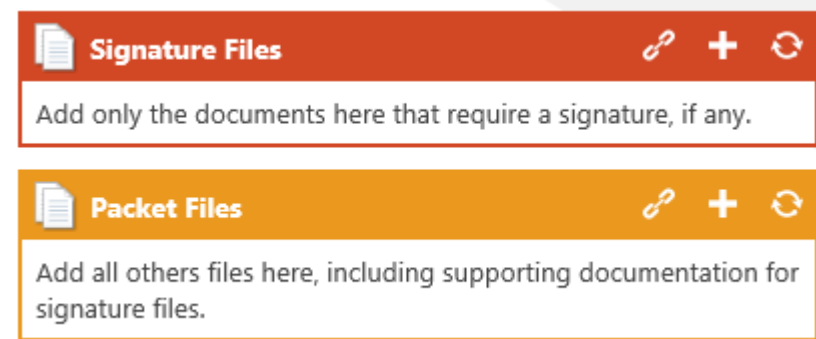 Signature Files
Add only the documents here that require a signature, if any.
Packet Files
Add all others files here, including supporting documentation for
signature files.